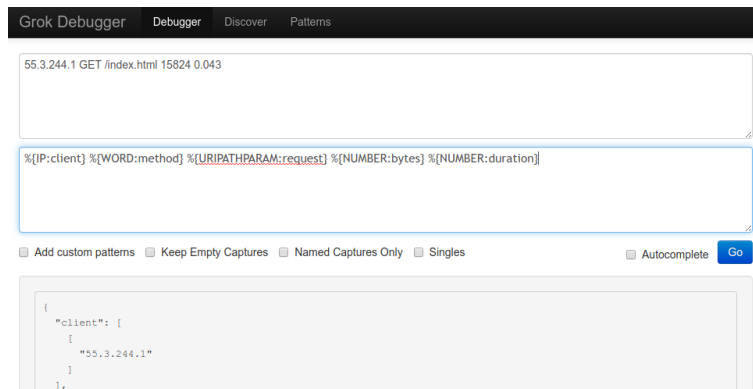 Grok Debugger Debugger Discover Patterns
55.3.244.1 GET /index.html 15824 0.043
%{IP:client} %{WORD:method} %{URIPATHPARAM:request} %{NUMBER:bytes} %{NUMBER:duration}
Add custom patterns Keep Empty Captures Named Captures Only Singles Autocomplete Go
{
"client": [
[
"55.3.244.1"
]
],